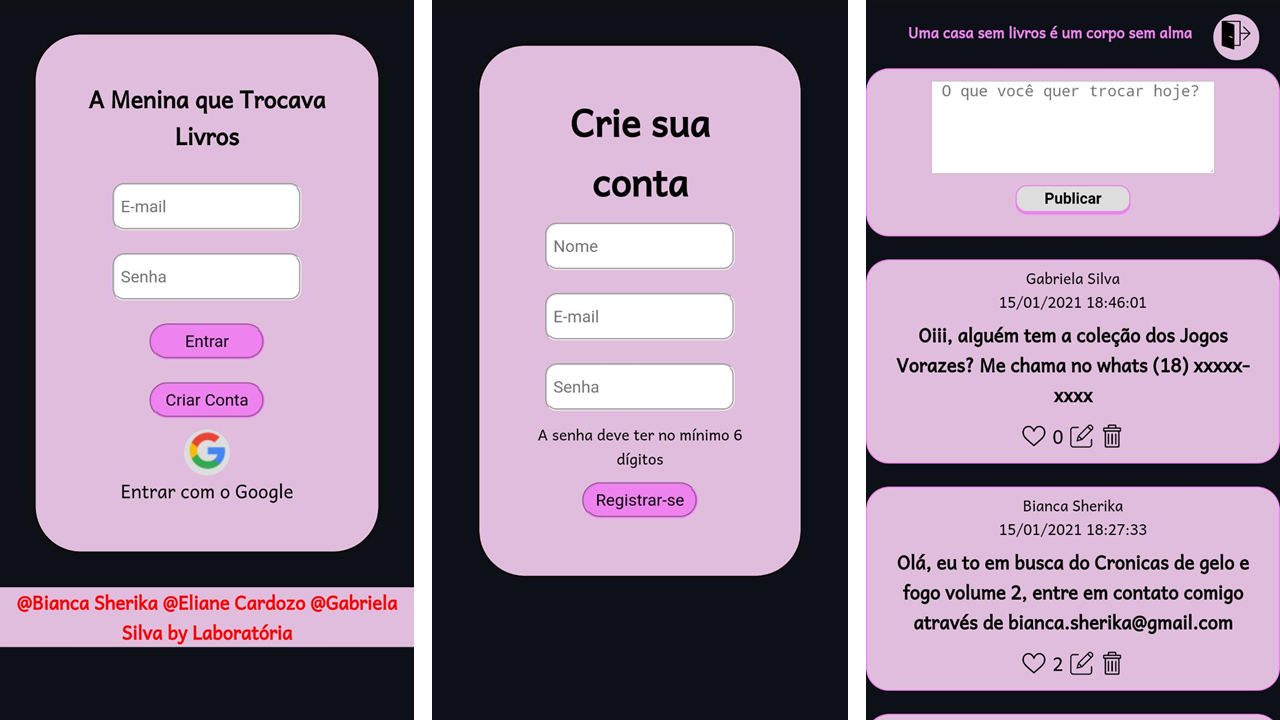 A Menina que Trocava
Livros
E-mail
Senha
Entrar
Criar Conta
Entrar com o Google
@Bianca Sherika @Eliane Cardozo @Gabriela
Silva by Laboratória
Crie sua
conta
Nome
E-mail
Senha
A senha deve ter no mínimo 6
dígitos
Registrar-se
Uma casa sem livros é um corpo sem alma
O que você quer trocar hoje?
Publicar
Gabriela Silva
15/01/2021 18:46:01
Oiii, alguém tem a coleção dos Jogos
Vorazes? Me chama no whats (18) xxxxx-
xxxx
0
Bianca Sherika
15/01/2021 18:27:33
Olá, eu to em busca do Cronicas de gelo e
fogo volume 2, entre em contato comigo
através de bianca.sherika@gmail.com
2